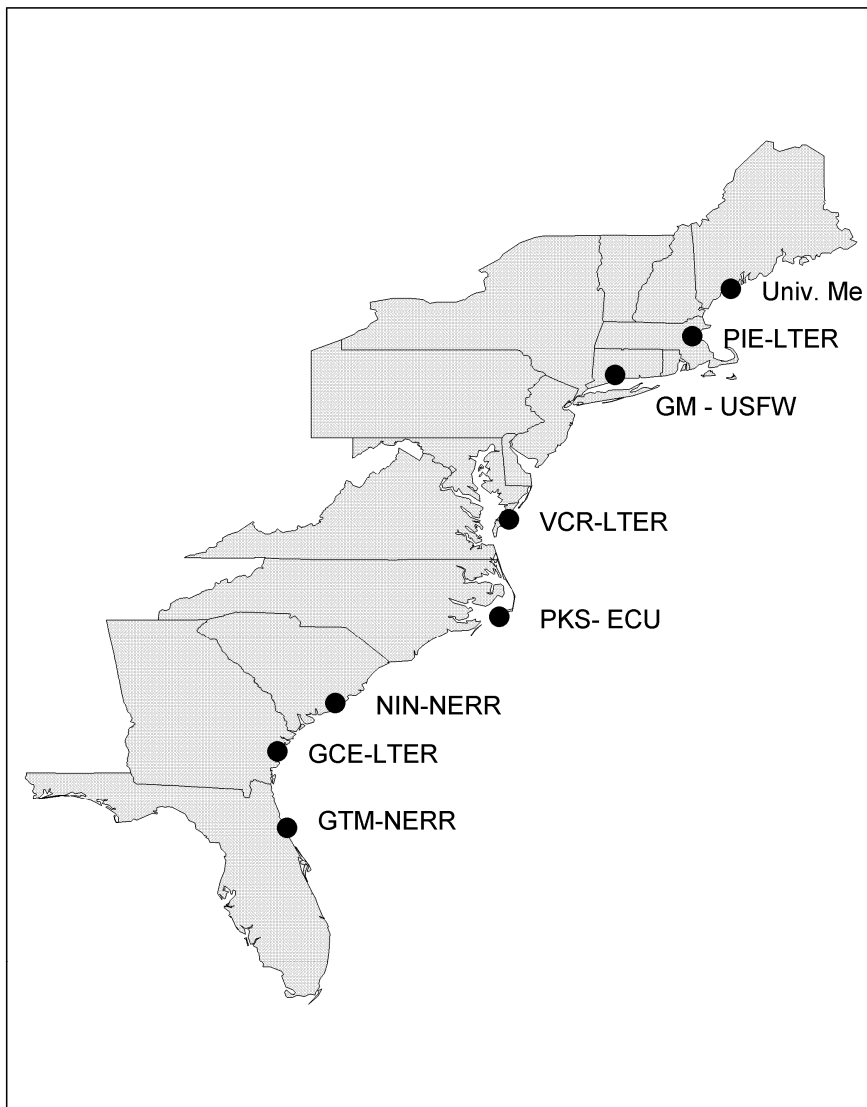 Univ. Me
PIE-LTER
GM - USFW
VCR-LTER
PKS- ECU
NIN-NERR
GCE-LTER
GTM-NERR